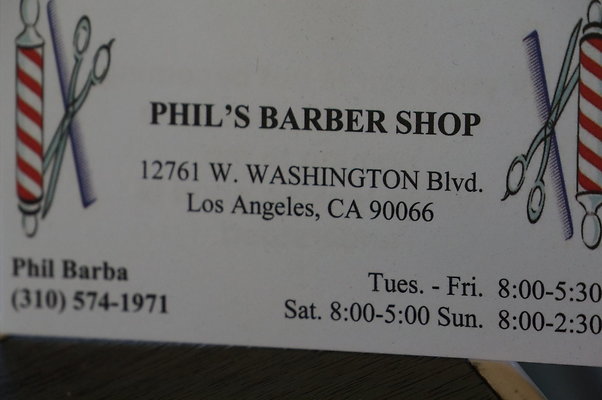 PHIL'S BARBER SHOP
12761 W. WASHINGTON Blvd.
Los Angeles, CA 90066
Phil Barba
(310) 574-1971
Tues. - Fri. 8:00-5:30
Sat. 8:00-5:00 Sun. 8:00-2:30